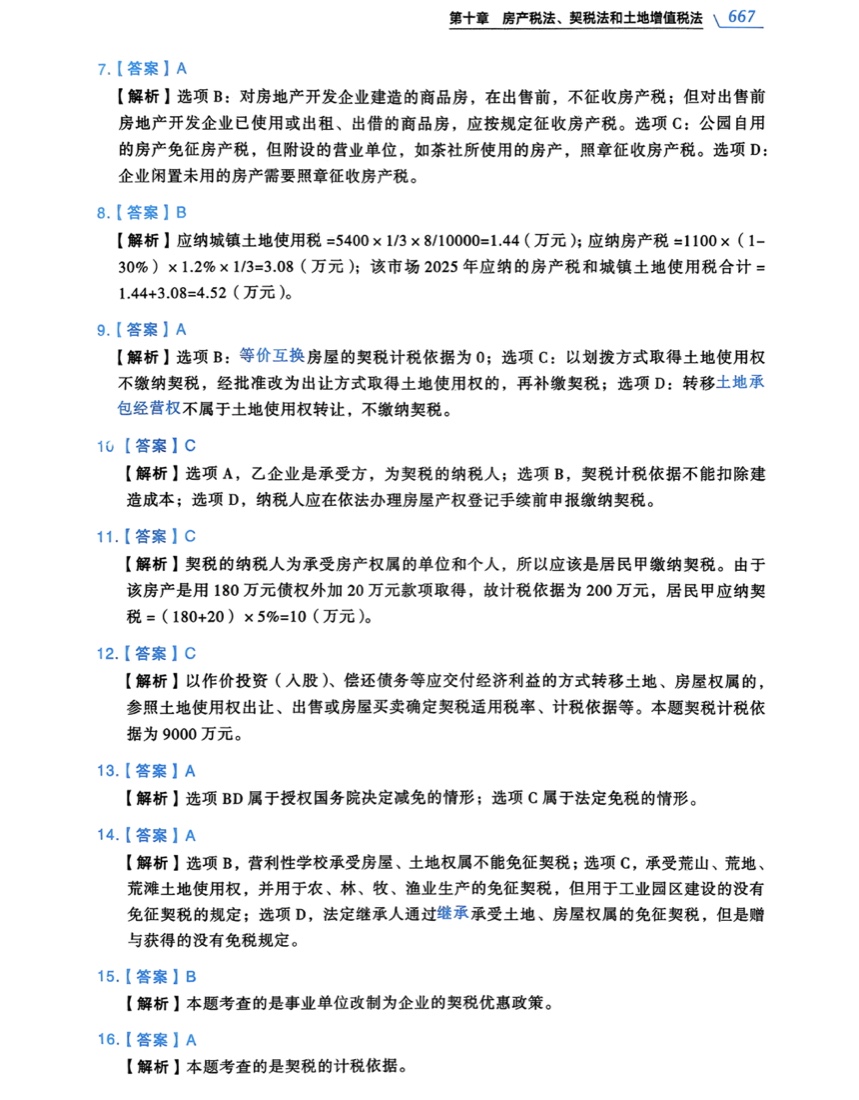 第十章　房产税法、契税法和土地增值税法　667
7.【答案】A
【解析】选项 B：对房地产开发企业建造的商品房，在出售前，不征收房产税；但对出售前
房地产开发企业已使用或出租、出借的商品房，应按规定征收房产税。选项 C：公园自用
的房产免征房产税，但附设的营业单位，如茶社所使用的房产，照章征收房产税。选项 D：
企业闲置未用的房产需要照章征收房产税。
8.【答案】B
【解析】应纳城镇土地使用税 =5400 × 1/3 × 8/10000=1.44（万元）；应纳房产税 =1100 ×（1-
30%）× 1.2% × 1/3=3.08（万元）；该市场 2025 年应纳的房产税和城镇土地使用税合计 =
1.44+3.08=4.52（万元）。
9.【答案】A
【解析】选项 B：等价互换房屋的契税计税依据为 0；选项 C：以划拨方式取得土地使用权
不缴纳契税，经批准改为出让方式取得土地使用权的，再补缴契税；选项 D：转移土地承
包经营权不属于土地使用权转让，不缴纳契税。
10【答案】C
【解析】选项 A，乙企业是承受方，为契税的纳税人；选项 B，契税计税依据不能扣除建
造成本；选项 D，纳税人应在依法办理房屋产权登记手续前申报缴纳契税。
11.【答案】C
【解析】契税的纳税人为承受房产权属的单位和个人，所以应该是居民甲缴纳契税。由于
该房产是用 180 万元债权外加 20 万元款项取得，故计税依据为 200 万元，居民甲应纳契
税 =（180+20）× 5%=10（万元）。
12.【答案】C
【解析】以作价投资（入股）、偿还债务等应交付经济利益的方式转移土地、房屋权属的，
参照土地使用权出让、出售或房屋买卖确定契税适用税率、计税依据等。本题契税计税依
据为 9000 万元。
13.【答案】A
【解析】选项 BD 属于授权国务院决定减免的情形；选项 C 属于法定免税的情形。
14.【答案】A
【解析】选项 B，营利性学校承受房屋、土地权属不能免征契税；选项 C，承受荒山、荒地、
荒滩土地使用权，并用于农、林、牧、渔业生产的免征契税，但用于工业园区建设的没有
免征契税的规定；选项 D，法定继承人通过继承承受土地、房屋权属的免征契税，但是赠
与获得的没有免税规定。
15.【答案】B
【解析】本题考查的是事业单位改制为企业的契税优惠政策。
16.【答案】A
【解析】本题考查的是契税的计税依据。